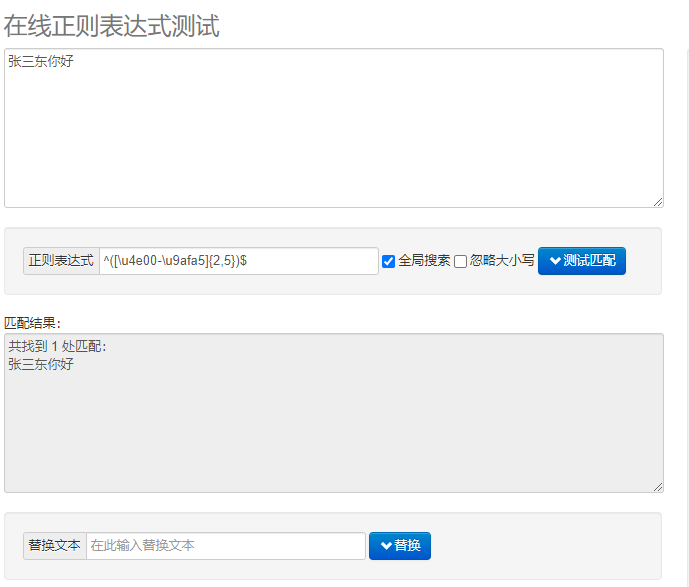 在线正则表达式测试
张三东你好
正则表达式 ^([\u4e00-\u9afa5]{2,5})$ 全局搜索 忽略大小写 测试匹配
匹配结果:
共找到 1 处匹配:
张三东你好
替换文本 在此输入替换文本 替换